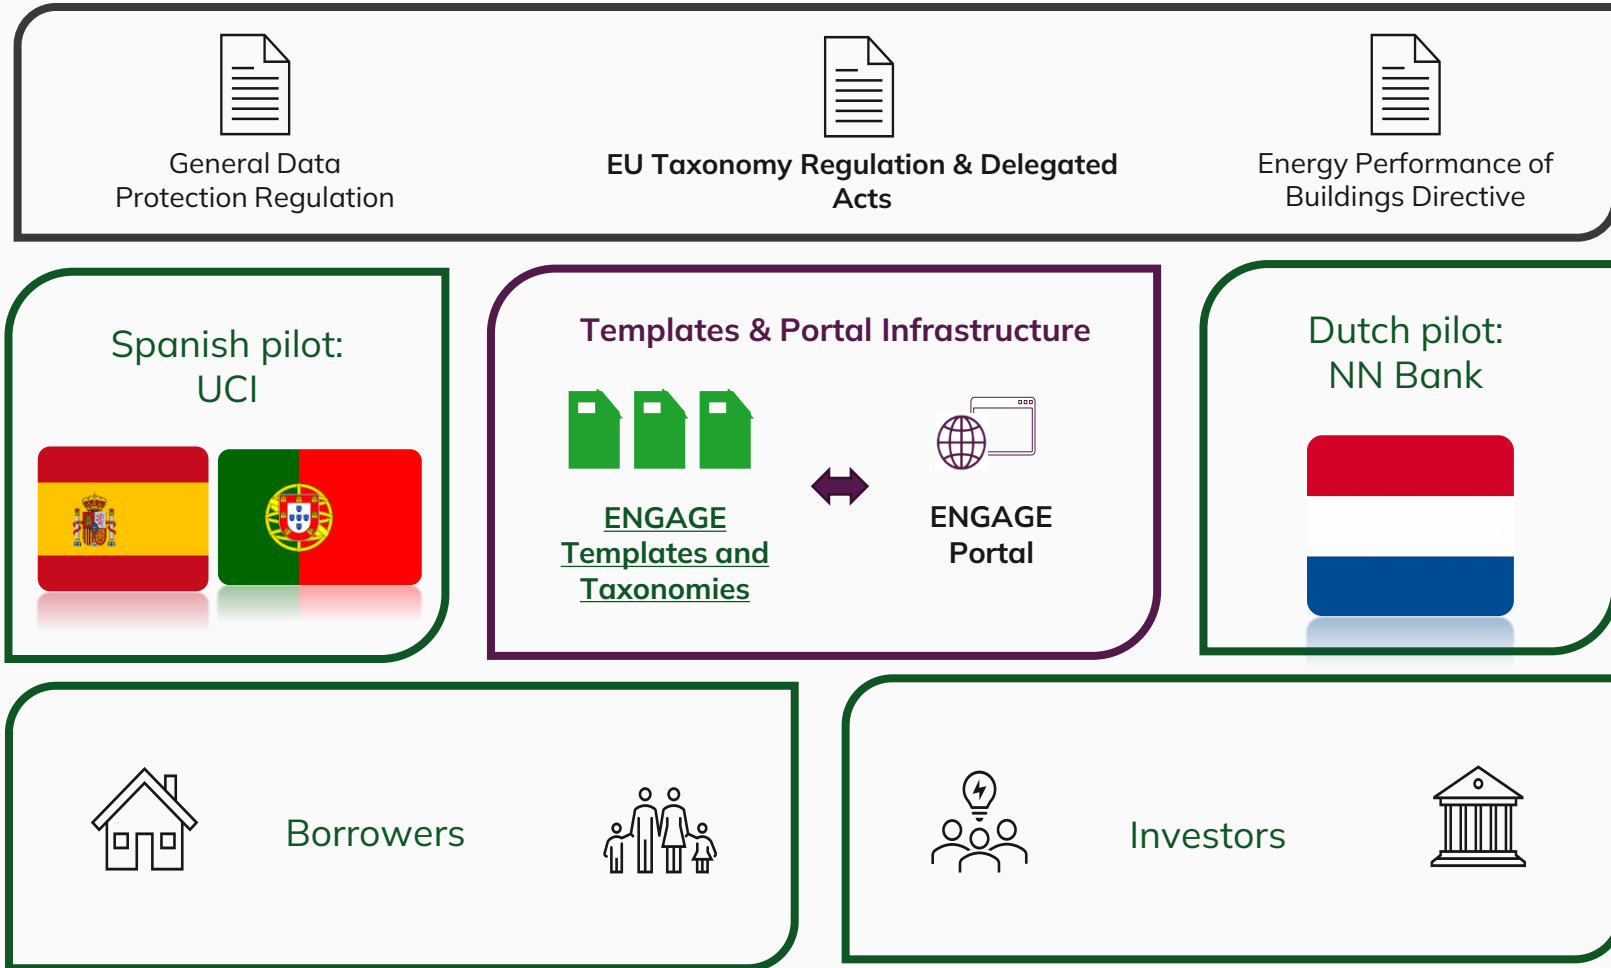 General Data
Protection Regulation
EU Taxonomy Regulation & Delegated
Acts
Energy Performance of
Buildings Directive
Spanish pilot:
UCI
Templates & Portal Infrastructure
ENGAGE
Templates and
Taxonomies
ENGAGE
Portal
Dutch pilot:
NN Bank
Borrowers
Investors